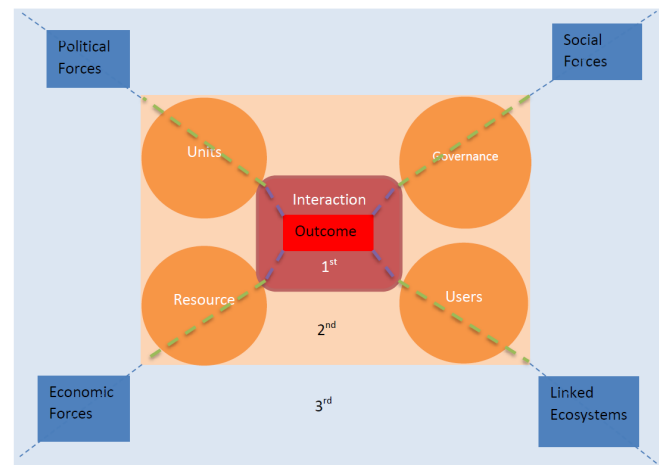 Political
Forces
Social
Forces
Units
Governance
Interaction
Outcome
1st
Resource
Users
2nd
Economic
Forces
3rd
Linked
Ecosystems